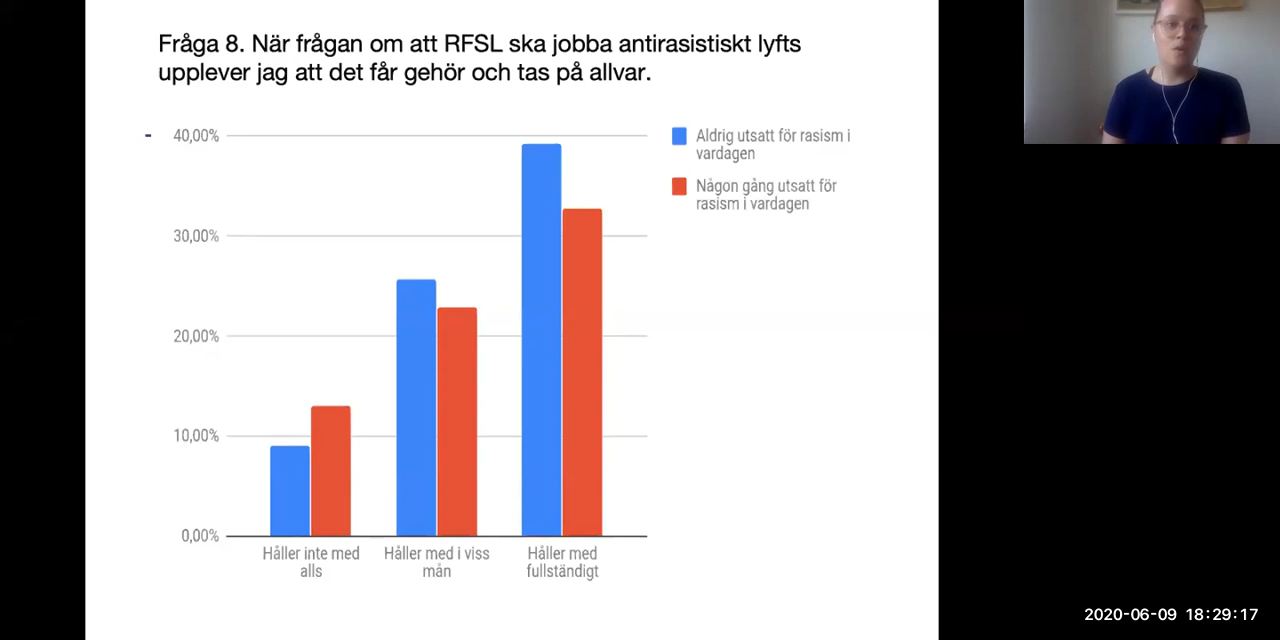 Fråga 8. När frågan om att RFSL ska jobba antirasistiskt lyfts
upplever jag att det får gehör och tas på allvar.
-
40,00%
30,00%
20,00%
10,00%
0,00%
Håller inte med
alls
Håller med i viss
mån
Håller med
fullständigt
Aldrig utsatt för rasism i
vardagen
Någon gång utsatt för
rasism i vardagen
2020-06-09 18:29:17